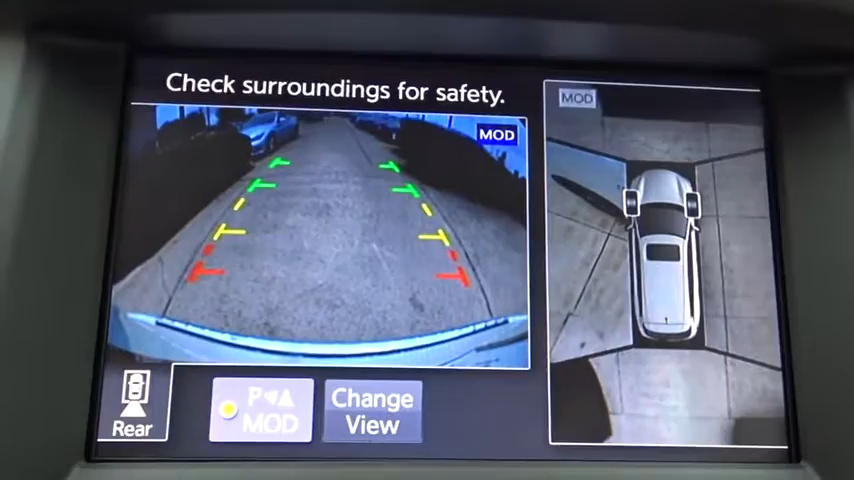 Check surroundings for safety.
MOD
MOD
Rear
P◀▲
MOD
Change
View